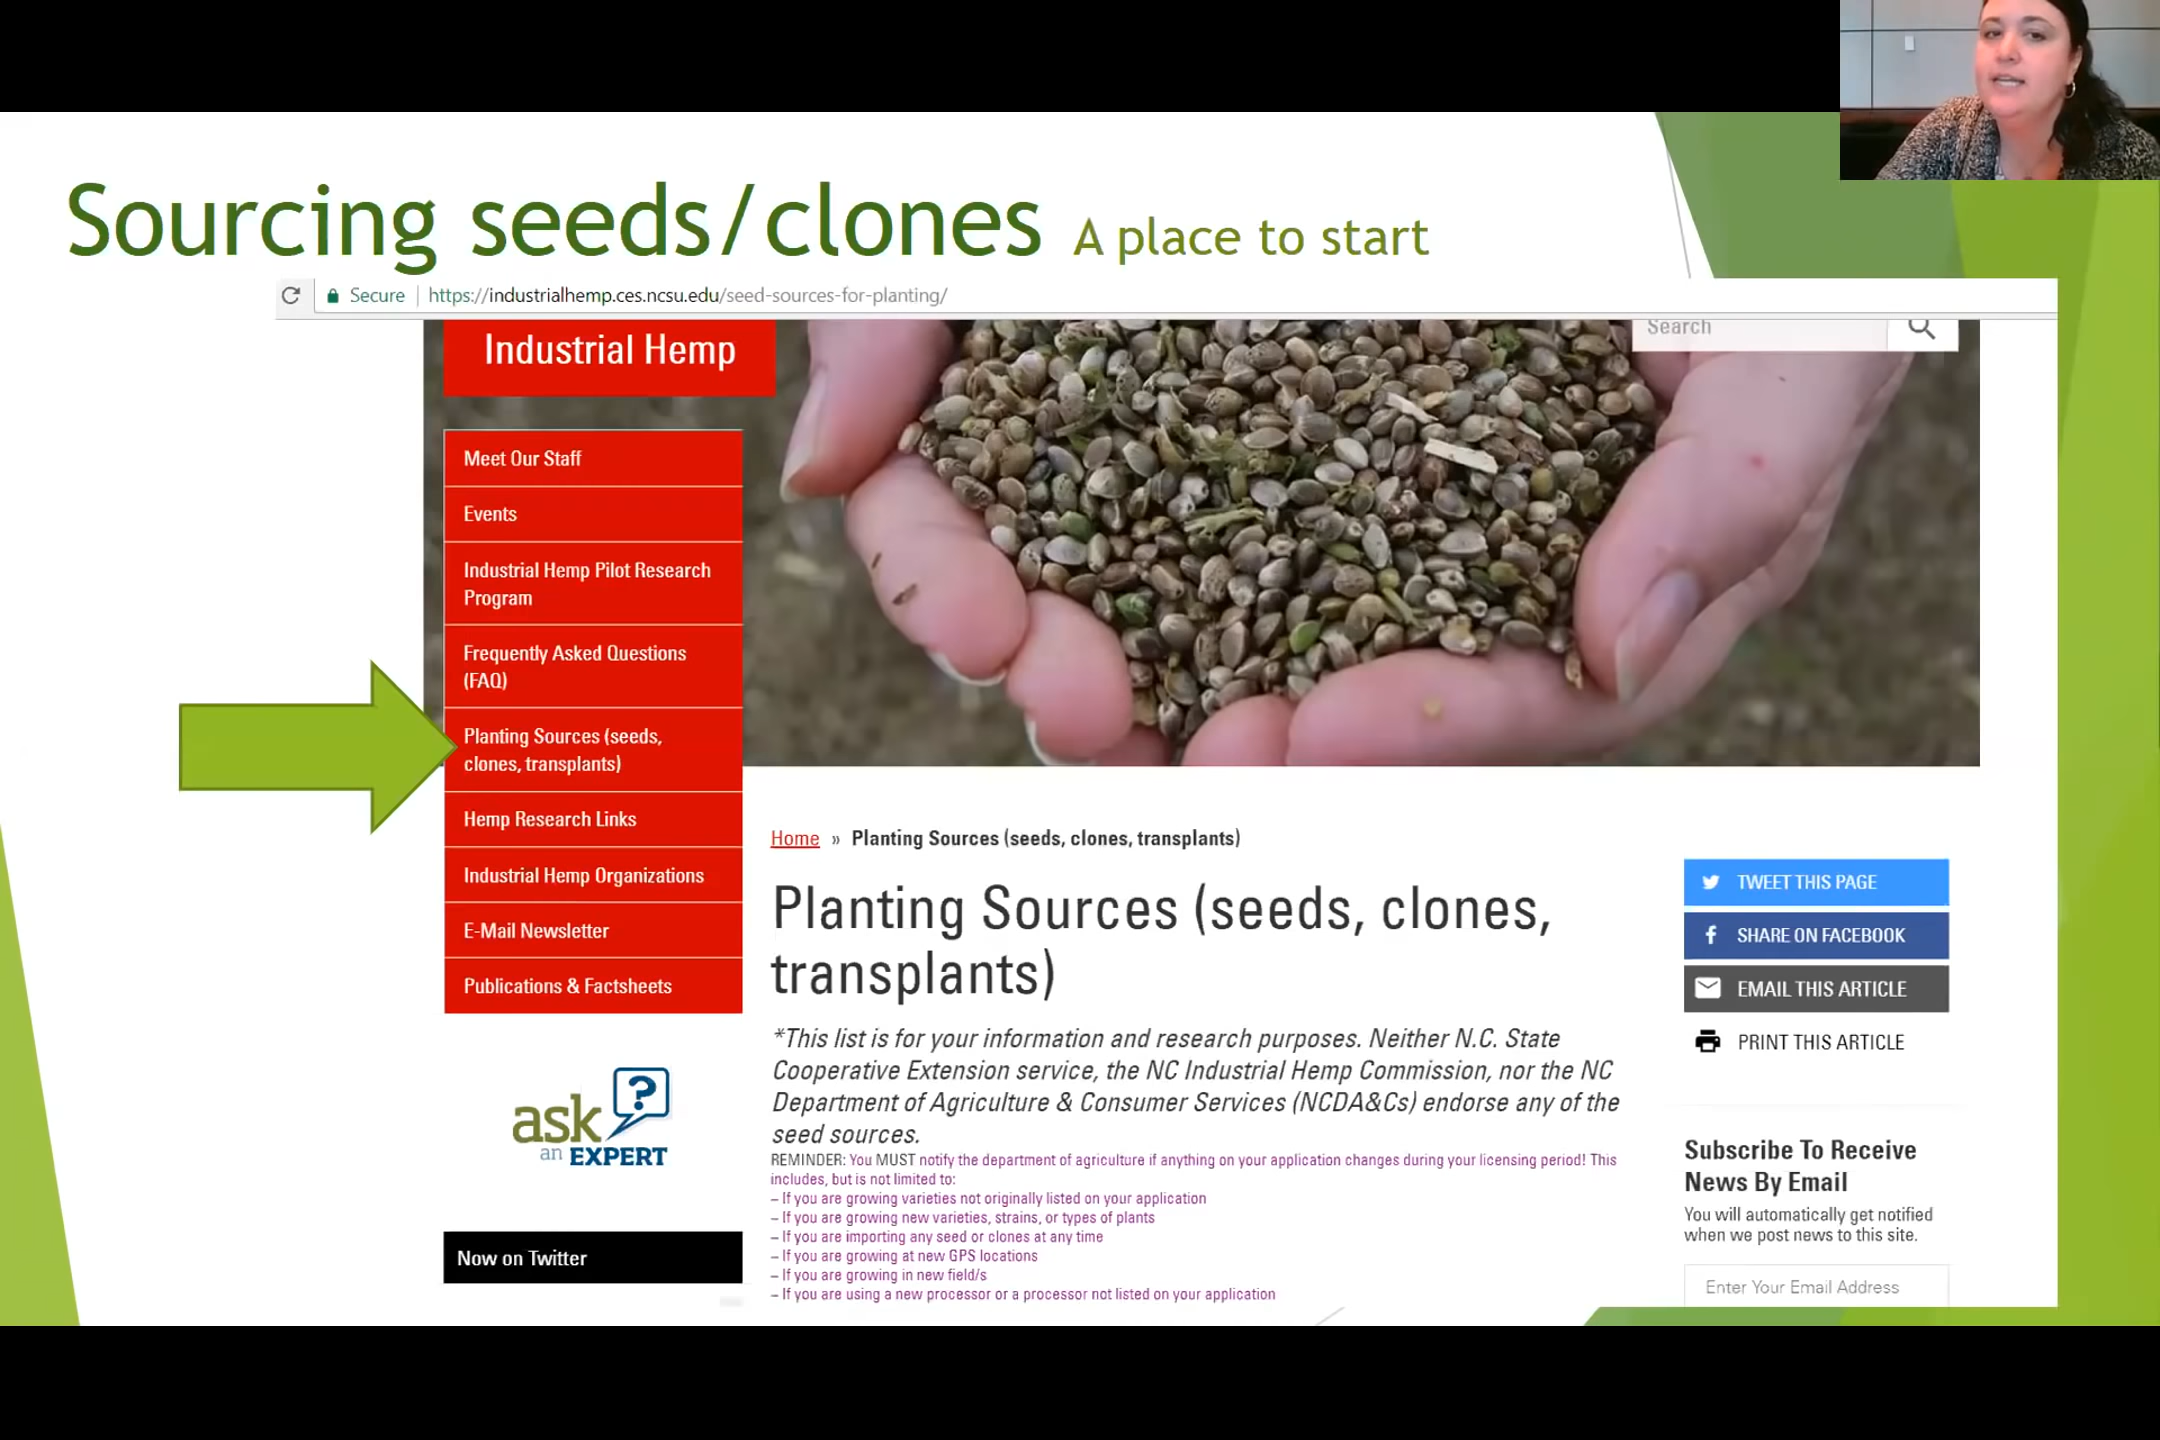 Sourcing seeds/clones A place to start
Secure https://industrialhemp.ces.ncsu.edu/seed-sources-for-planting/
Industrial Hemp
Search
Meet Our Staff
Events
Industrial Hemp Pilot Research
Program
Frequently Asked Questions
(FAQ)
Planting Sources (seeds,
clones, transplants)
Hemp Research Links
Industrial Hemp Organizations
E-Mail Newsletter
Publications & Factsheets
ask
an EXPERT
Now on Twitter
Home » Planting Sources (seeds, clones, transplants)
Planting Sources (seeds, clones,
transplants)
*This list is for your information and research purposes. Neither N.C. State
Cooperative Extension service, the NC Industrial Hemp Commission, nor the NC
Department of Agriculture & Consumer Services (NCDA&Cs) endorse any of the
seed sources.
REMINDER: You MUST notify the department of agriculture if anything on your application changes during your licensing period! This
includes, but is not limited to:
– If you are growing varieties not originally listed on your application
– If you are growing new varieties, strains, or types of plants
– If you are importing any seed or clones at any time
– If you are growing at new GPS locations
– If you are growing in new field/s
– If you are using a new processor or a processor not listed on your application
TWEET THIS PAGE
SHARE ON FACEBOOK
EMAIL THIS ARTICLE
PRINT THIS ARTICLE
Subscribe To Receive
News By Email
You will automatically get notified
when we post news to this site.
Enter Your Email Address